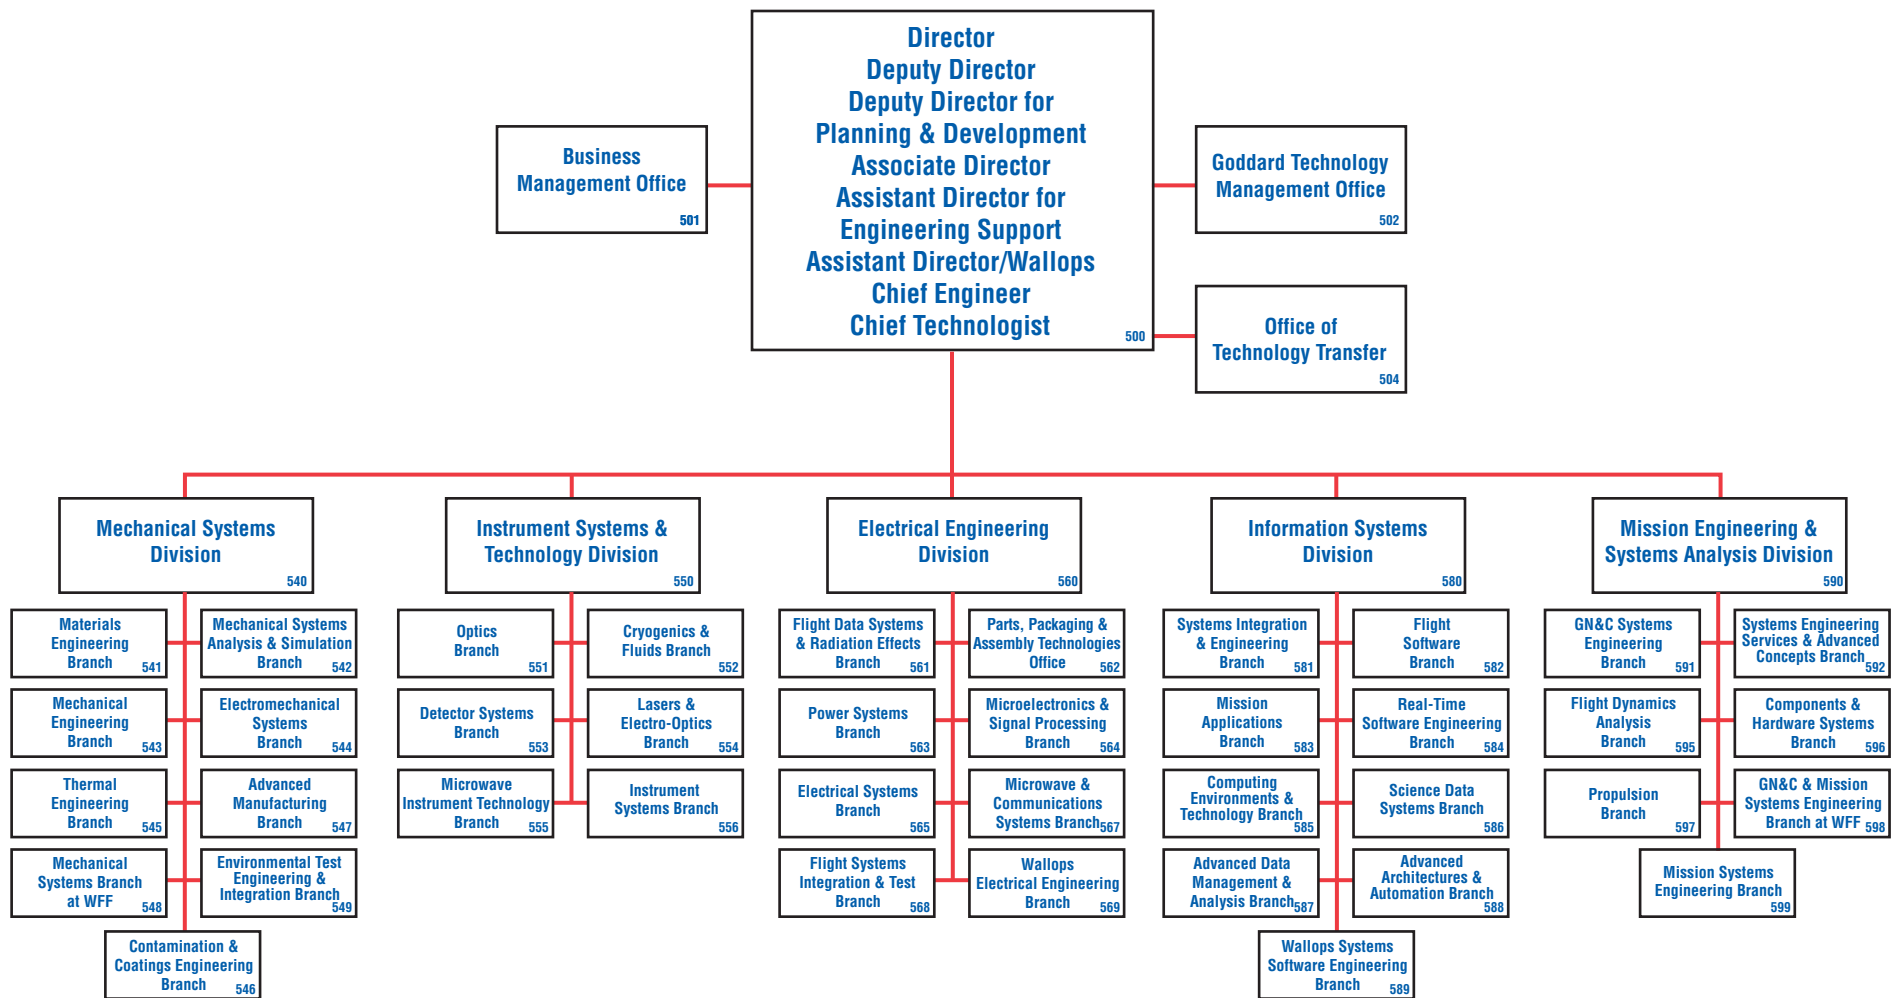 Director
Deputy Director
Deputy Director for
Planning & Development
Associate Director
Assistant Director for
Engineering Support
Assistant Director/Wallops
Chief Engineer
Chief Technologist
500
Business
Management Office
501
Goddard Technology
Management Office
502
Office of
Technology Transfer
504
Mechanical Systems
Division
540
Materials
Engineering
Branch
541
Mechanical Systems
Analysis & Simulation
Branch
542
Mechanical
Engineering
Branch
543
Electromechanical
Systems
Branch
544
Thermal
Engineering
Branch
545
Advanced
Manufacturing
Branch
547
Mechanical
Systems Branch
at WFF
548
Environmental Test
Engineering &
Integration Branch
549
Contamination &
Coatings Engineering
Branch
546
Instrument Systems &
Technology Division
550
Optics
Branch
551
Cryogenics &
Fluids Branch
552
Detector Systems
Branch
553
Lasers &
Electro-Optics
Branch
554
Microwave
Instrument Technology
Branch
555
Instrument
Systems Branch
556
Electrical Engineering
Division
560
Flight Data Systems
& Radiation Effects
Branch
561
Parts, Packaging &
Assembly Technologies
Office
562
Power Systems
Branch
563
Microelectronics &
Signal Processing
Branch
564
Electrical Systems
Branch
565
Microwave &
Communications
Systems Branch
567
Flight Systems
Integration & Test
Branch
568
Wallops
Electrical Engineering
Branch
569
Information Systems
Division
580
Systems Integration
& Engineering
Branch
581
Flight
Software
Branch
582
Mission
Applications
Branch
583
Real-Time
Software Engineering
Branch
584
Computing
Environments &
Technology Branch
585
Science Data
Systems Branch
586
Advanced Data
Management &
Analysis Branch
587
Advanced
Architectures &
Automation Branch
588
Wallops Systems
Software Engineering
Branch
589
Mission Engineering &
Systems Analysis Division
590
GN&C Systems
Engineering
Branch
591
Systems Engineering
Services & Advanced
Concepts Branch
592
Flight Dynamics
Analysis
Branch
595
Components &
Hardware Systems
Branch
596
Propulsion
Branch
597
GN&C & Mission
Systems Engineering
Branch at WFF
598
Mission Systems
Engineering Branch
599